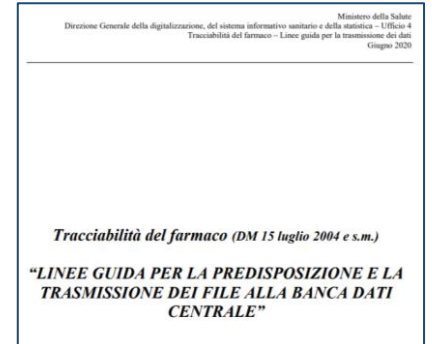 Ministero della Salute
Direzione Generale della digitalizzazione, del sistema informativo sanitario e della statistica – Ufficio 4
Tracciabilità del farmaco – Linee guida per la trasmissione dei dati
Giugno 2020
Tracciabilità del farmaco (DM 15 luglio 2004 e s.m.)
“LINEE GUIDA PER LA PREDISPOSIZIONE E LA
TRASMISSIONE DEI FILE ALLA BANCA DATI
CENTRALE”